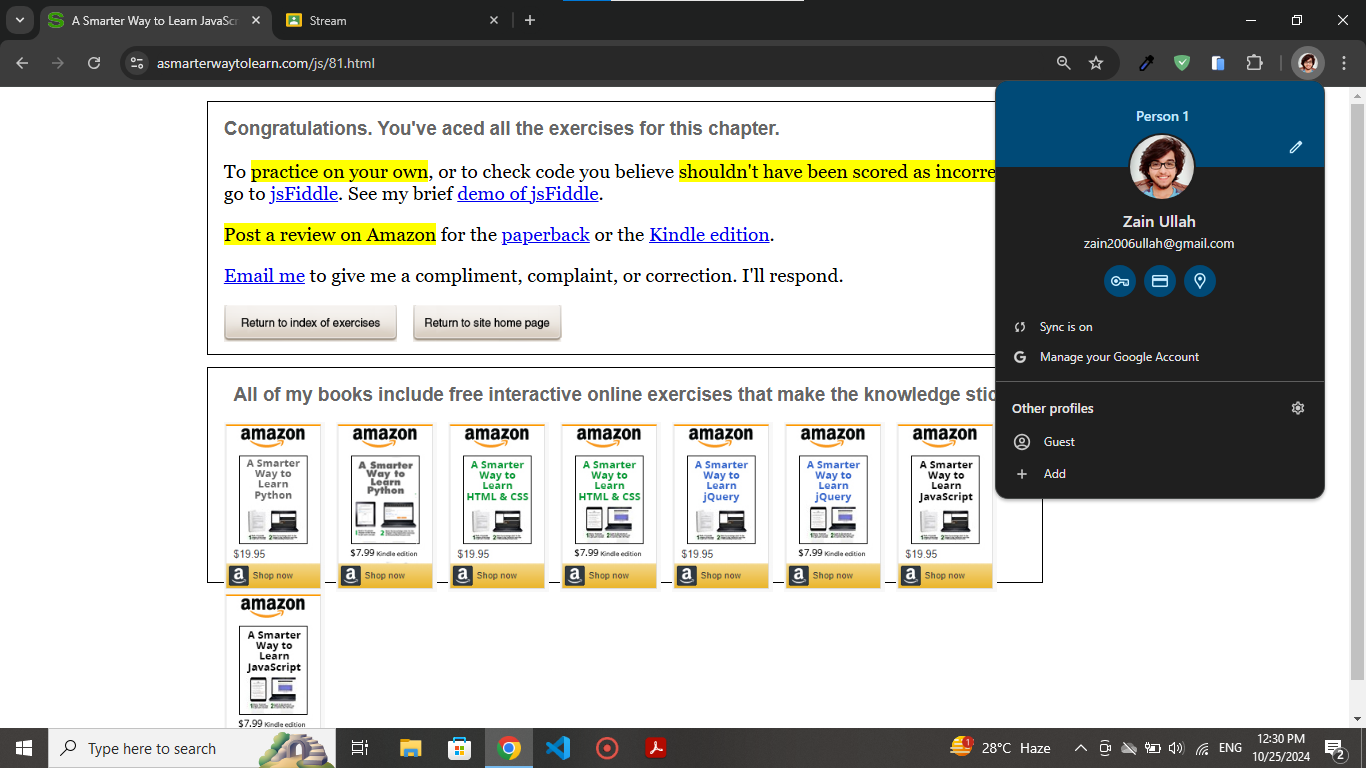 A Smarter Way to Learn JavaScr
Stream
asmarterwaytolearn.com/js/81.html
Congratulations. You've aced all the exercises for this chapter.
To practice on your own, or to check code you believe shouldn't have been scored as incorre
go to jsFiddle. See my brief demo of jsFiddle.
Post a review on Amazon for the paperback or the Kindle edition.
Email me to give me a compliment, complaint, or correction. I'll respond.
Return to index of exercises
Return to site home page
All of my books include free interactive online exercises that make the knowledge stic
amazon
A Smarter
Way to
Learn
Python
$19.95
Shop now
amazon
A Smarter
Way to
Learn
Python
$7.99 Kindle edition
Shop now
amazon
A Smarter
Way to
Learn
HTML & CSS
$19.95
Shop now
amazon
A Smarter
Way to
Learn
HTML & CSS
$7.99 Kindle edition
Shop now
amazon
A Smarter
Way to
Learn
jQuery
$19.95
Shop now
amazon
A Smarter
Way to
Learn
jQuery
$7.99 Kindle edition
Shop now
amazon
A Smarter
Way to
Learn
JavaScript
$19.95
Shop now
amazon
A Smarter
Way to
Learn
JavaScript
$7.99 Kindle edition
Person 1
Zain Ullah
zain2006ullah@gmail.com
Sync is on
Manage your Google Account
Other profiles
Guest
Add
Type here to search
1
28°C Haze
ENG
12:30 PM
10/25/2024
2